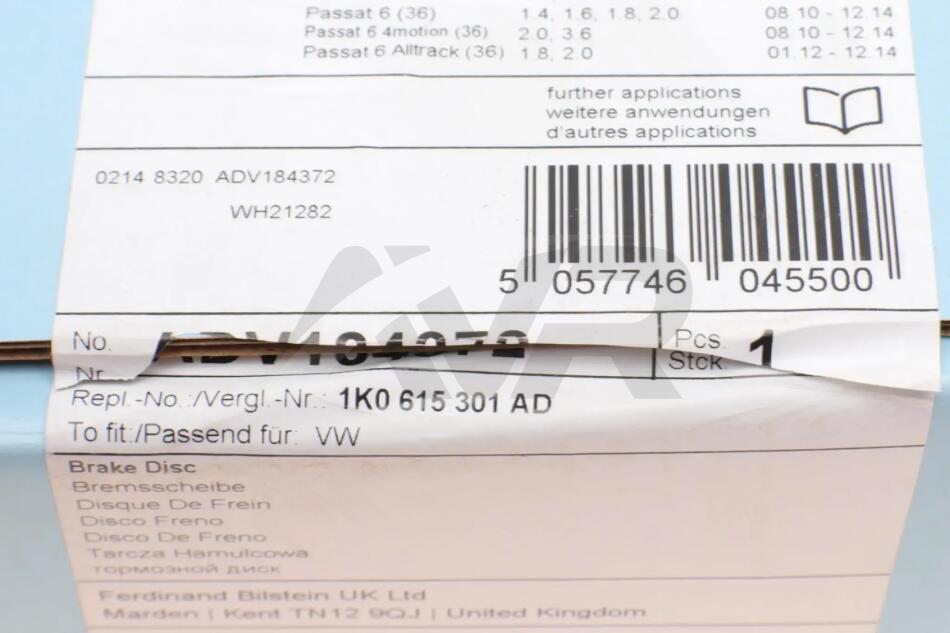 Passat 6 (36) 1.4, 1.6, 1.8, 2.0 08.10 - 12.14
Passat 6 4motion (36) 2.0, 3.6 08.10 - 12.14
Passat 6 Alltrack (36) 1.8, 2.0 01.12 - 12.14
further applications
weitere anwendungen
d'autres applications
0214 8320 ADV184372
WH21282
5 057746 045500
No. ADV184372 Pcs. 1
Nr. Stck.
Repl.-No.:/Vergl.-Nr.: 1K0 615 301 AD
To fit:/Passend für: VW
Brake Disc
Bremsscheibe
Disque De Frein
Disco Freno
Disco De Freno
Tarcza Hamulcowa
тормозной диск
Ferdinand Bilstein UK Ltd
Marden | Kent TN12 9QJ | United Kingdom